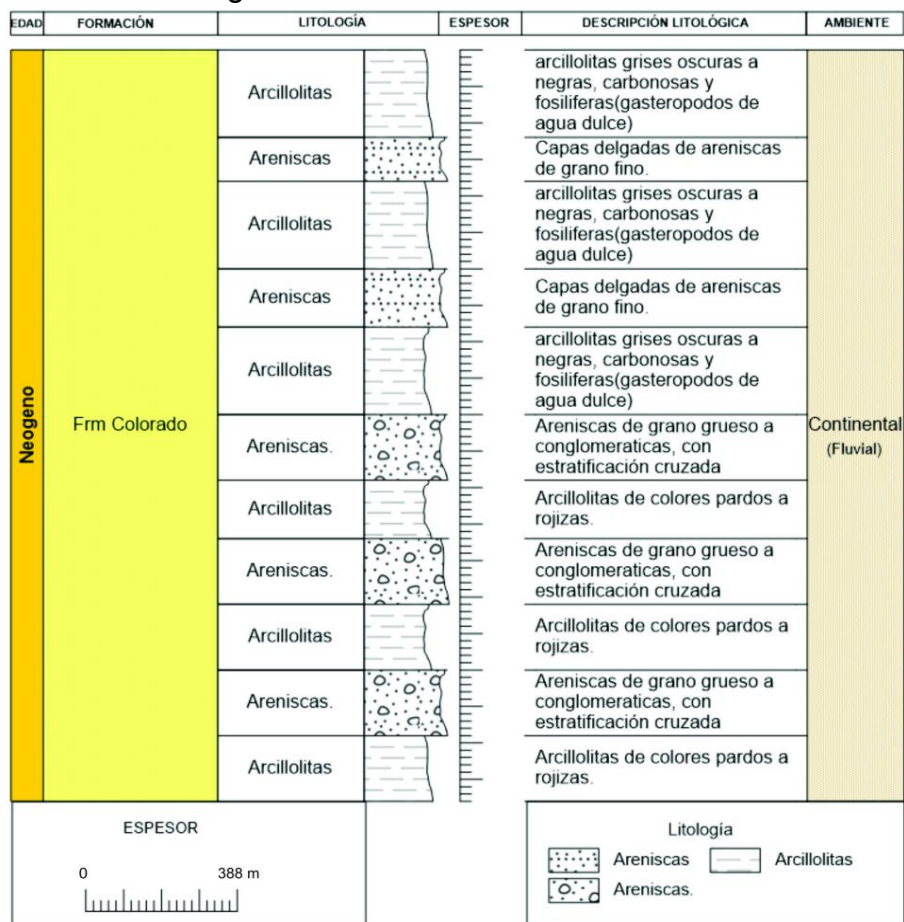 EDAD FORMACIÓN LITOLOGÍA ESPESOR DESCRIPCIÓN LITOLÓGICA AMBIENTE
Neogeno
Frm Colorado
Arcillolitas
arcillolitas grises oscuras a
negras, carbonosas y
fosiliferas(gasteropodos de
agua dulce)
Areniscas
Capas delgadas de areniscas
de grano fino.
Arcillolitas
arcillolitas grises oscuras a
negras, carbonosas y
fosiliferas(gasteropodos de
agua dulce)
Areniscas
Capas delgadas de areniscas
de grano fino.
Arcillolitas
arcillolitas grises oscuras a
negras, carbonosas y
fosiliferas(gasteropodos de
agua dulce)
Areniscas.
Areniscas de grano grueso a
conglomeraticas, con
estratificación cruzada
Arcillolitas
Arcillolitas de colores pardos a
rojizas.
Areniscas.
Areniscas de grano grueso a
conglomeraticas, con
estratificación cruzada
Arcillolitas
Arcillolitas de colores pardos a
rojizas.
Areniscas.
Areniscas de grano grueso a
conglomeraticas, con
estratificación cruzada
Arcillolitas
Arcillolitas de colores pardos a
rojizas.
Continental
(Fluvial)
ESPESOR
0 388 m
Litología
Areniscas Arcillolitas
Areniscas.